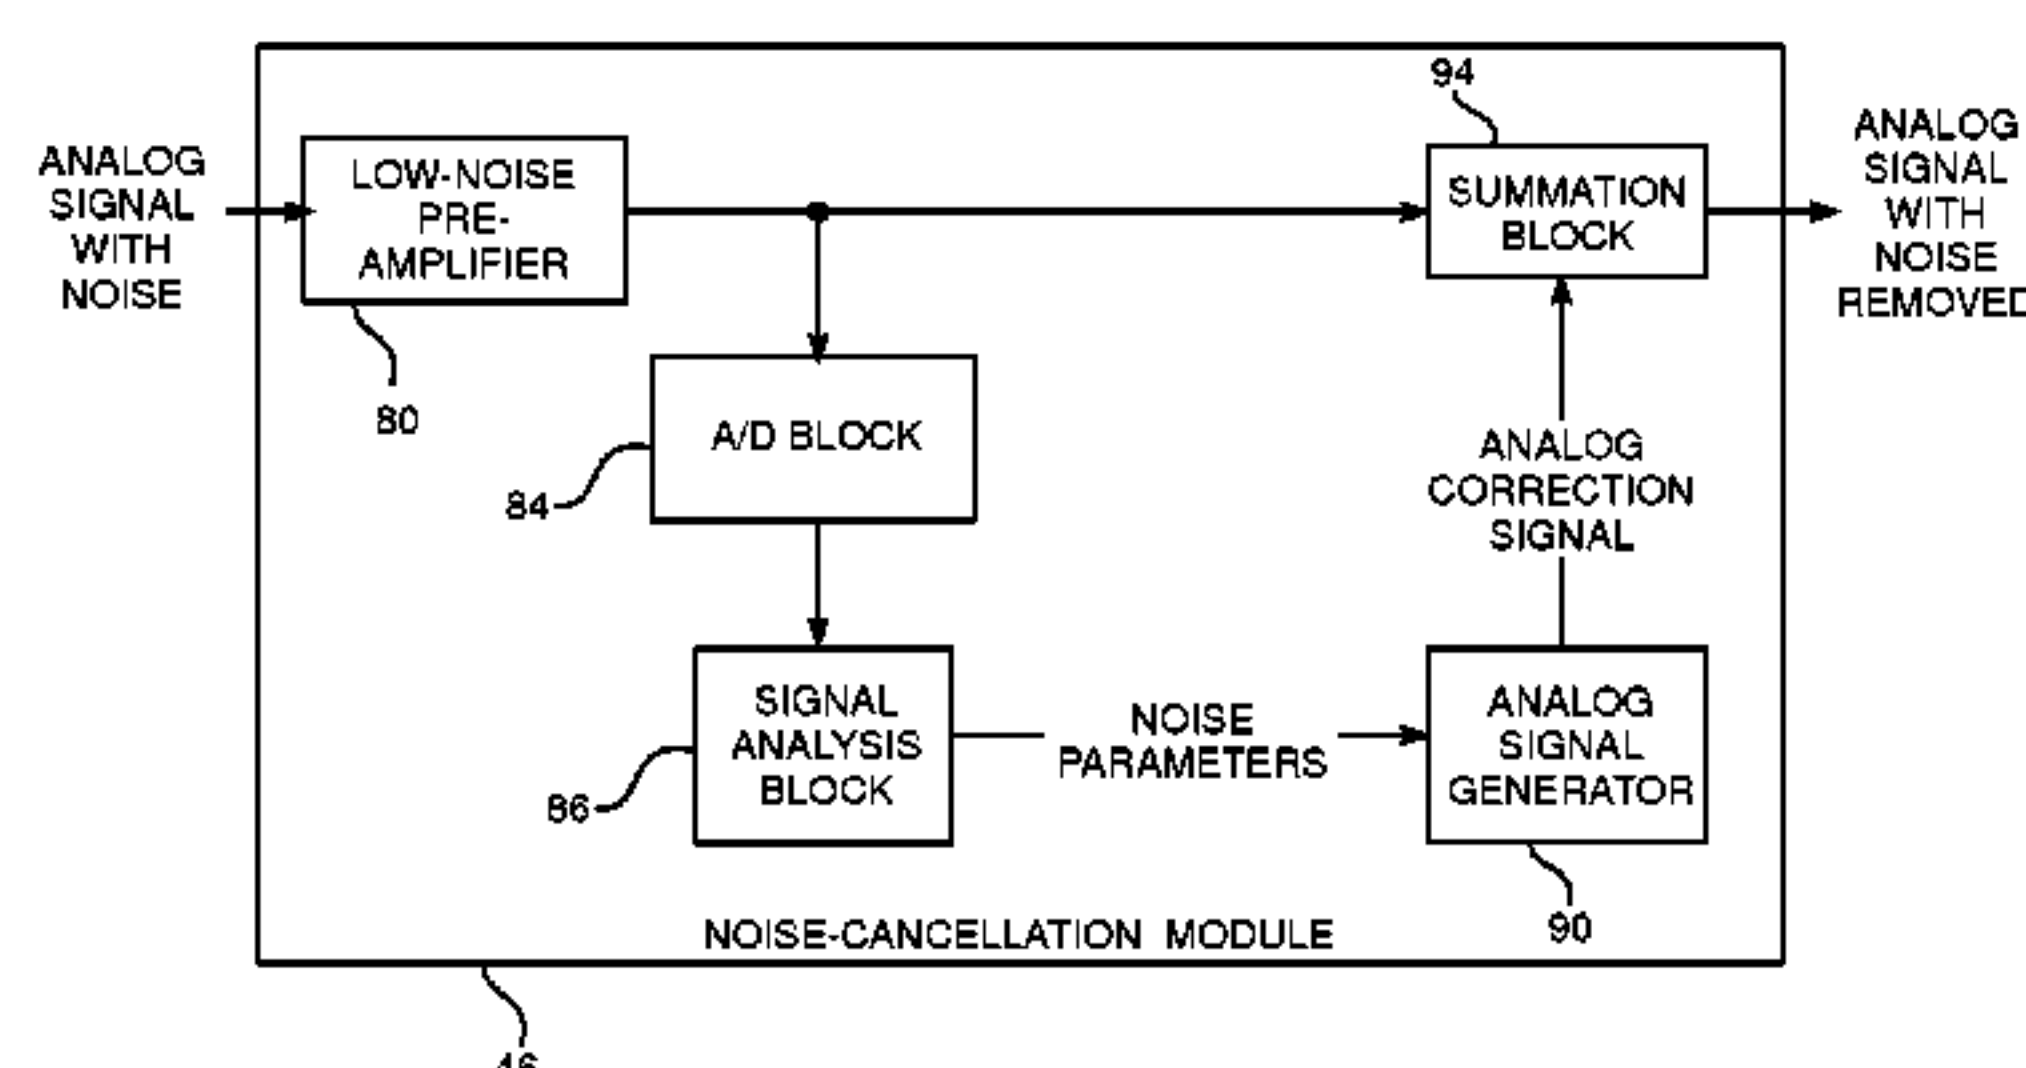 94
ANALOG
SIGNAL
WITH
NOISE
LOW-NOISE
PRE-
AMPLIFIER
80
SUMMATION
BLOCK
ANALOG
SIGNAL
WITH
NOISE
REMOVED
A/D BLOCK
84
ANALOG
CORRECTION
SIGNAL
SIGNAL
ANALYSIS
BLOCK
86
NOISE
PARAMETERS
ANALOG
SIGNAL
GENERATOR
90
NOISE-CANCELLATION MODULE